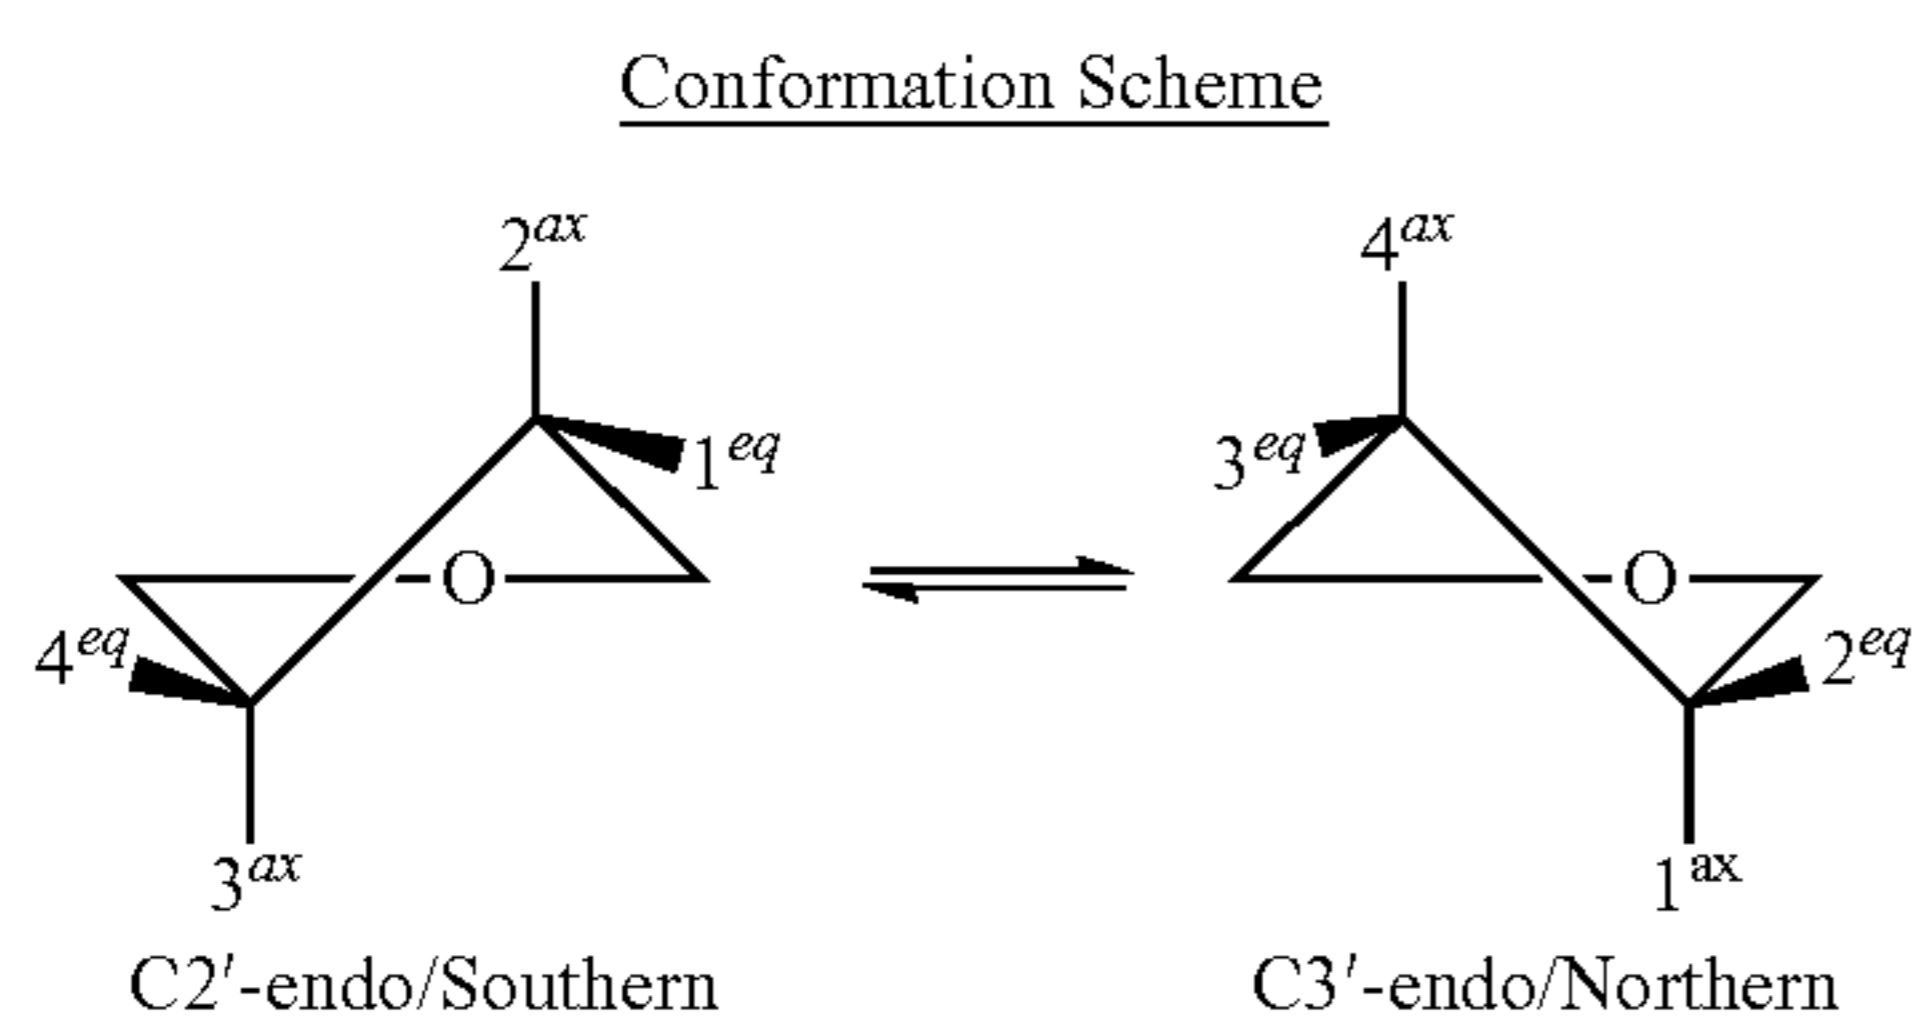 Conformation Scheme
2ax
4ax
1eq
3eq
O
O
4eq
2eq
3ax
1ax
C2′-endo/Southern
C3′-endo/Northern